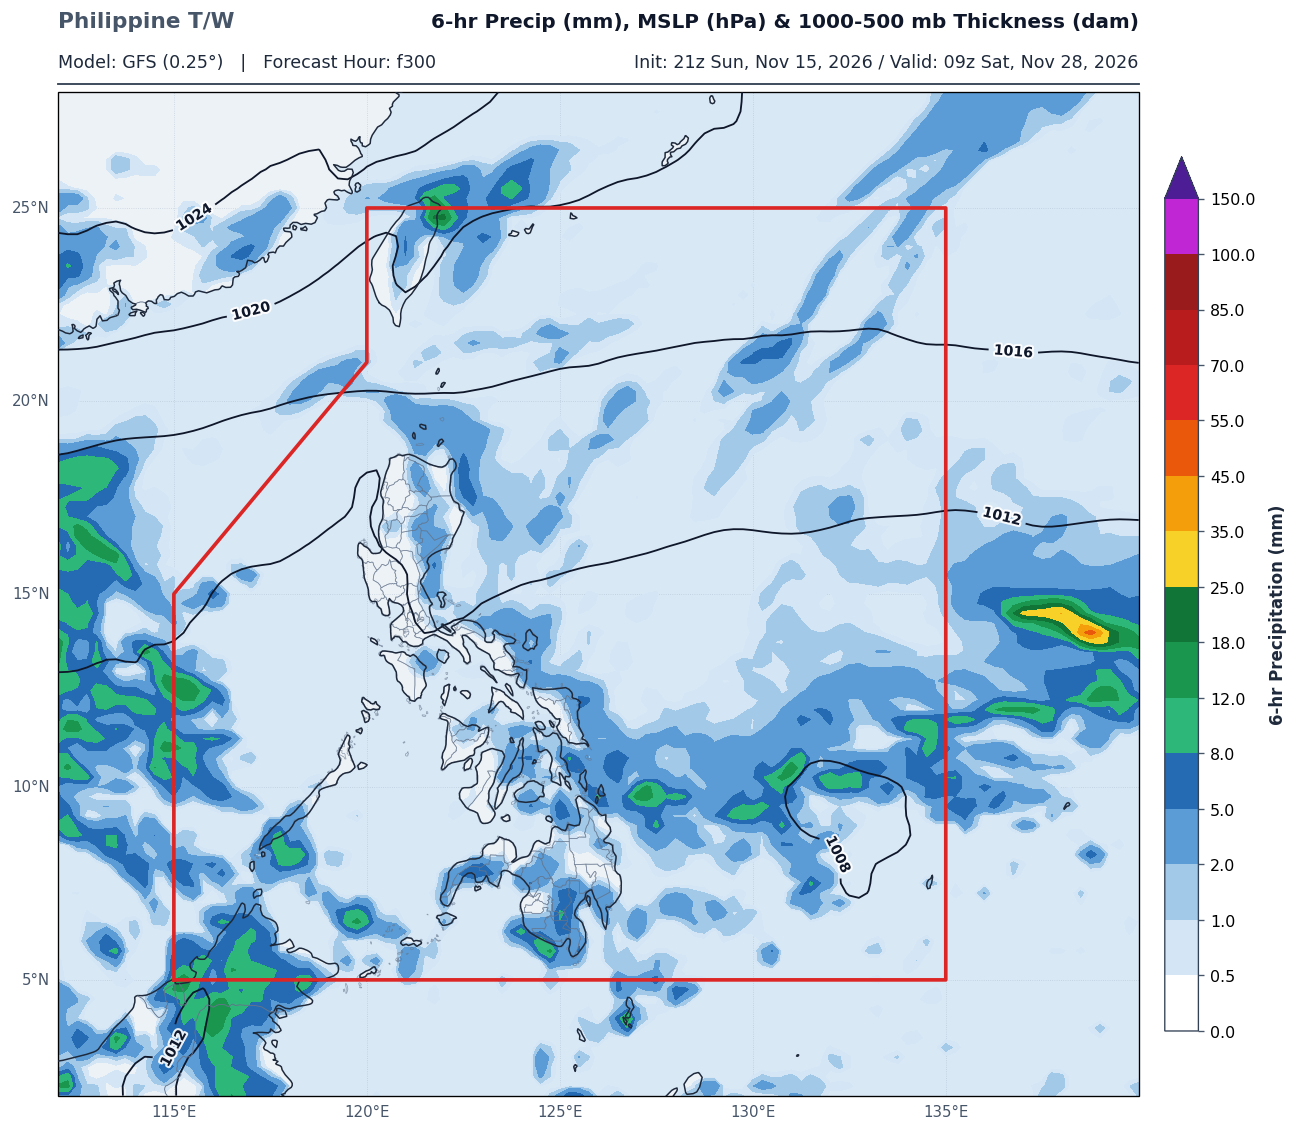 Philippine T/W
6-hr Precip (mm), MSLP (hPa) & 1000-500 mb Thickness (dam)
Model: GFS (0.25°) | Forecast Hour: f300
Init: 21z Sun, Nov 15, 2026 / Valid: 09z Sat, Nov 28, 2026
25°N
20°N
15°N
10°N
5°N
1024
1020
1016
1012
1008
1012
115°E
120°E
125°E
130°E
135°E
150.0
100.0
85.0
70.0
55.0
45.0
35.0
25.0
18.0
12.0
8.0
5.0
2.0
1.0
0.5
0.0
6-hr Precipitation (mm)